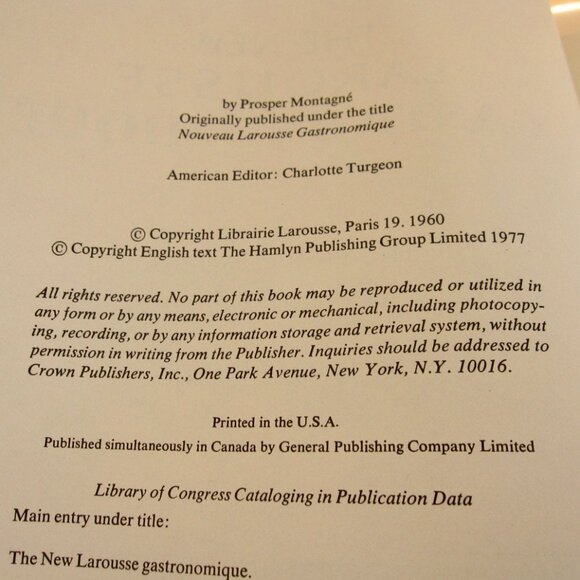 by Prosper Montagné
Originally published under the title
Nouveau Larousse Gastronomique
American Editor: Charlotte Turgeon
© Copyright Librairie Larousse, Paris 19. 1960
© Copyright English text The Hamlyn Publishing Group Limited 1977
All rights reserved. No part of this book may be reproduced or utilized in
any form or by any means, electronic or mechanical, including photocopy-
ing, recording, or by any information storage and retrieval system, without
permission in writing from the Publisher. Inquiries should be addressed to
Crown Publishers, Inc., One Park Avenue, New York, N.Y. 10016.
Printed in the U.S.A.
Published simultaneously in Canada by General Publishing Company Limited
Library of Congress Cataloging in Publication Data
Main entry under title:
The New Larousse gastronomique.